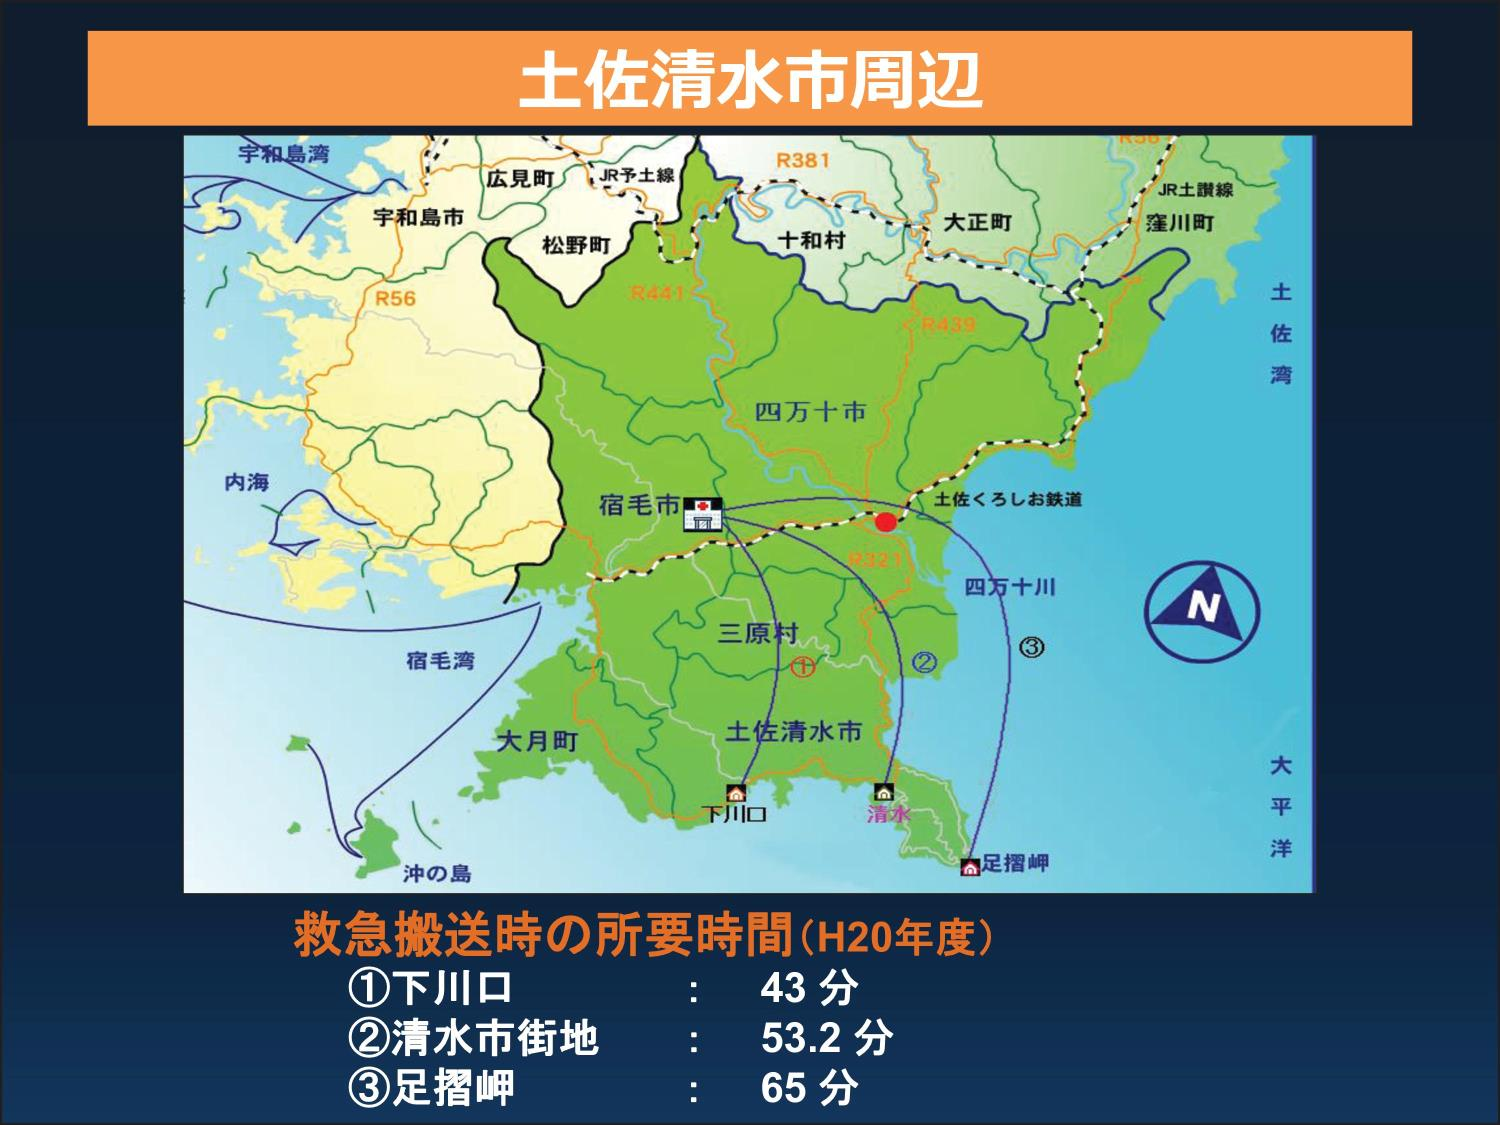 土佐清水市周辺
宇和島湾
広見町
JR予土線
R381
R56
JR土讃線
宇和島市
松野町
十和村
大正町
窪川町
R56
R441
R439
土佐湾
四万十市
内海
宿毛市
土佐くろしお鉄道
R321
四万十川
N
三原村
①
②
③
宿毛湾
大月町
土佐清水市
下川口
清水
足摺岬
沖の島
大平洋
救急搬送時の所要時間(H20年度)
①下川口 : 43 分
②清水市街地 : 53.2 分
③足摺岬 : 65 分